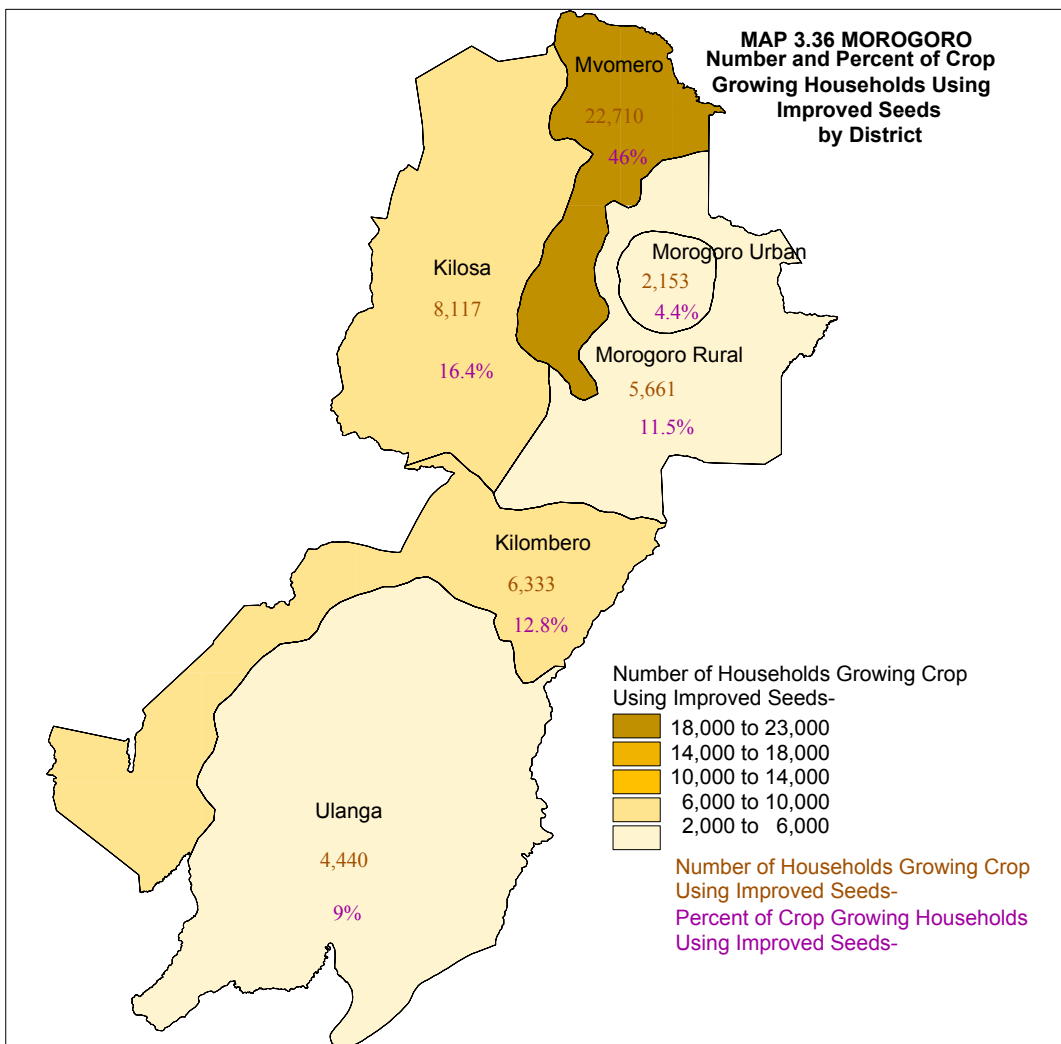 MAP 3.36 MOROGORO
Number and Percent of Crop
Growing Households Using
Improved Seeds
by District
Mvomero
22,710
46%
Morogoro Urban
2,153
4.4%
Kilosa
8,117
16.4%
Morogoro Rural
5,661
11.5%
Kilombero
6,333
12.8%
Ulanga
4,440
9%
Number of Households Growing Crop
Using Improved Seeds-
18,000 to 23,000
14,000 to 18,000
10,000 to 14,000
6,000 to 10,000
2,000 to 6,000
Number of Households Growing Crop
Using Improved Seeds-
Percent of Crop Growing Households
Using Improved Seeds-